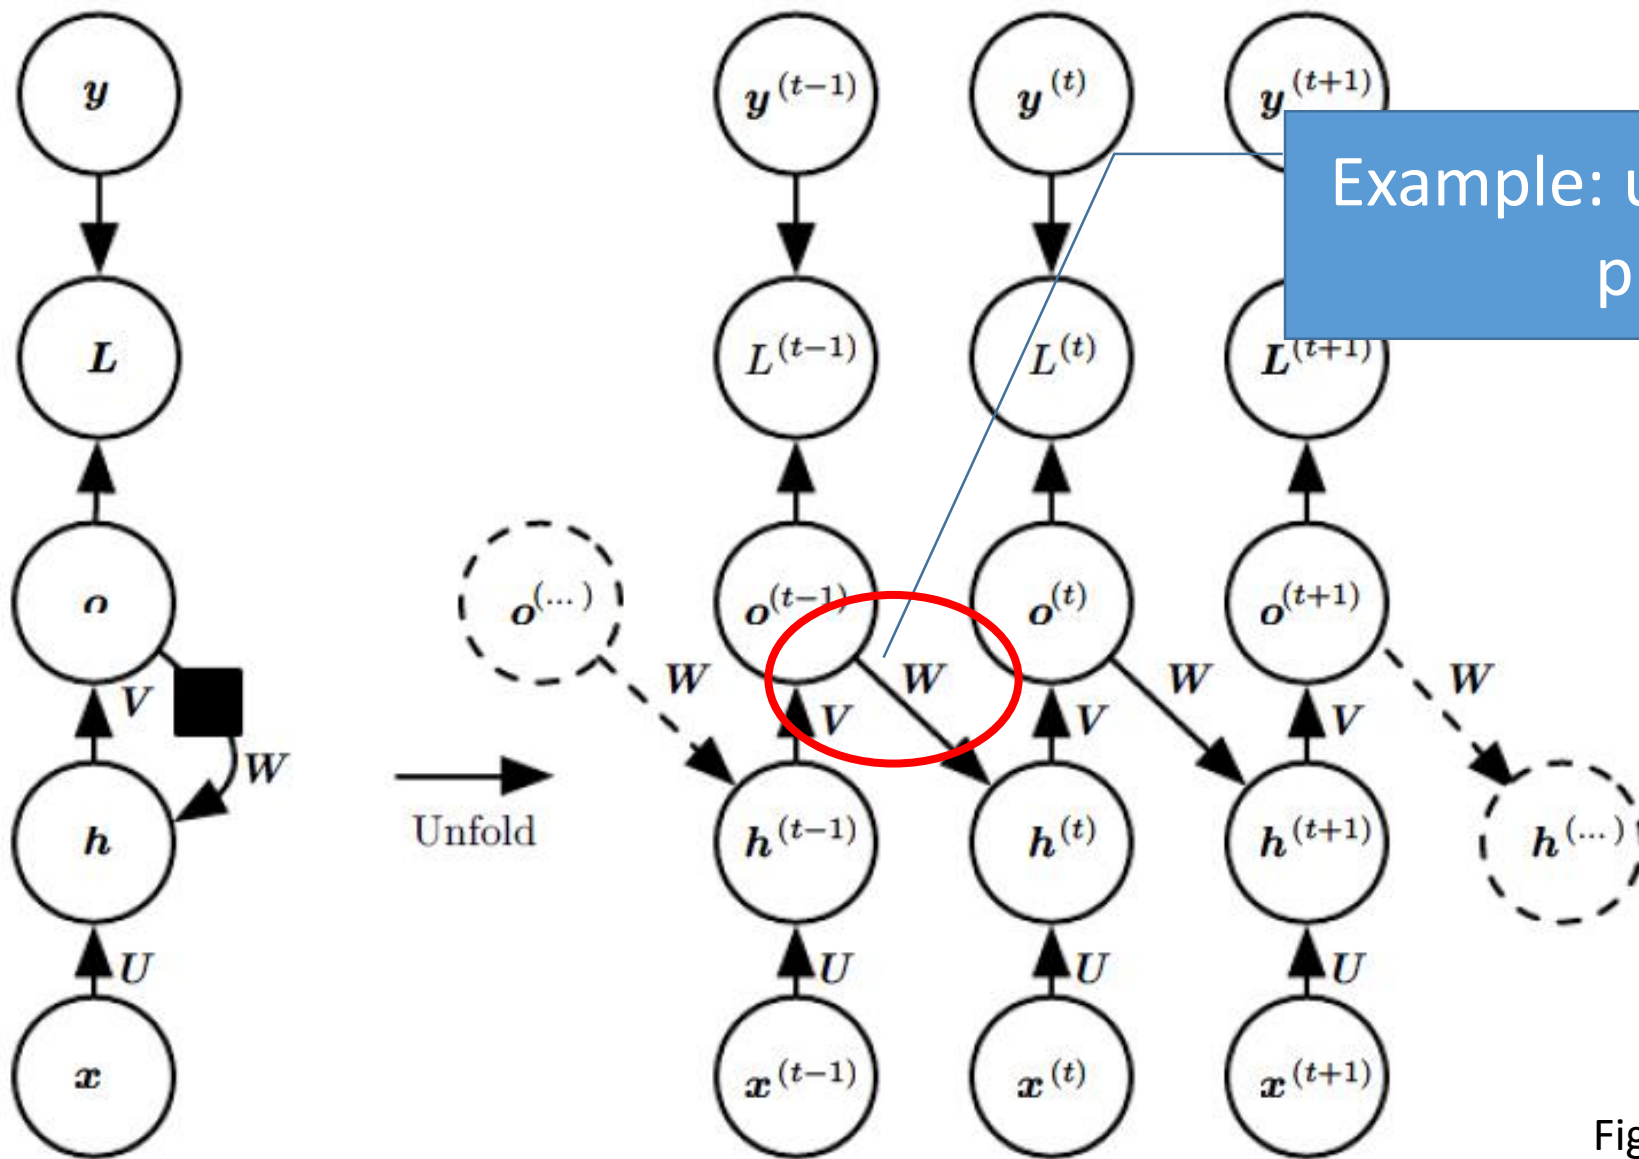 y y^(t−1) y^(t) y^(t+1)
Example: u
p
L L^(t−1) L^(t) L^(t+1)
o o^(...) o^(t−1) o^(t) o^(t+1)
W W W W
V V V V
W
Unfold
h h^(t−1) h^(t) h^(t+1) h^(...)
U U U U
x x^(t−1) x^(t) x^(t+1)
Fig